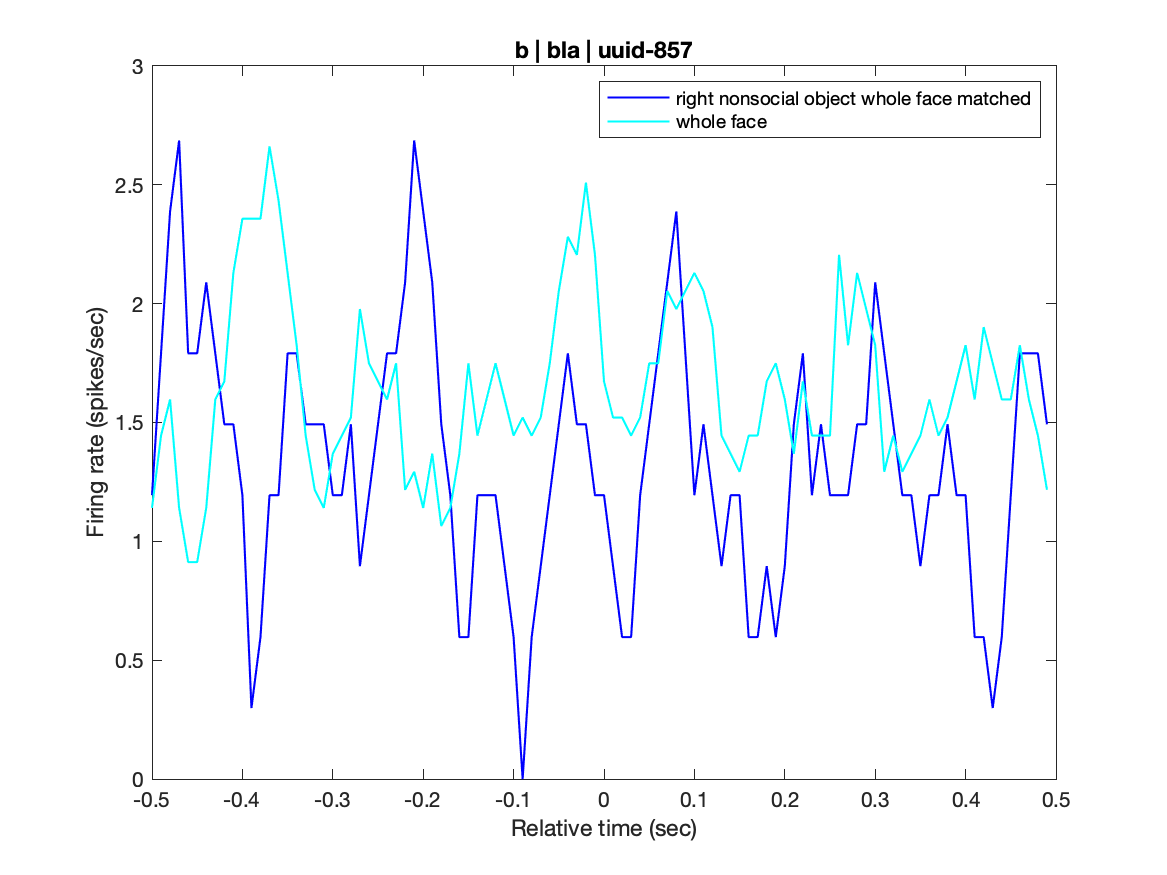 b | bla | uuid-857
3
right nonsocial object whole face matched
whole face
2.5
2
1.5
1
0.5
0
Firing rate (spikes/sec)
-0.5 -0.4 -0.3 -0.2 -0.1 0 0.1 0.2 0.3 0.4 0.5
Relative time (sec)